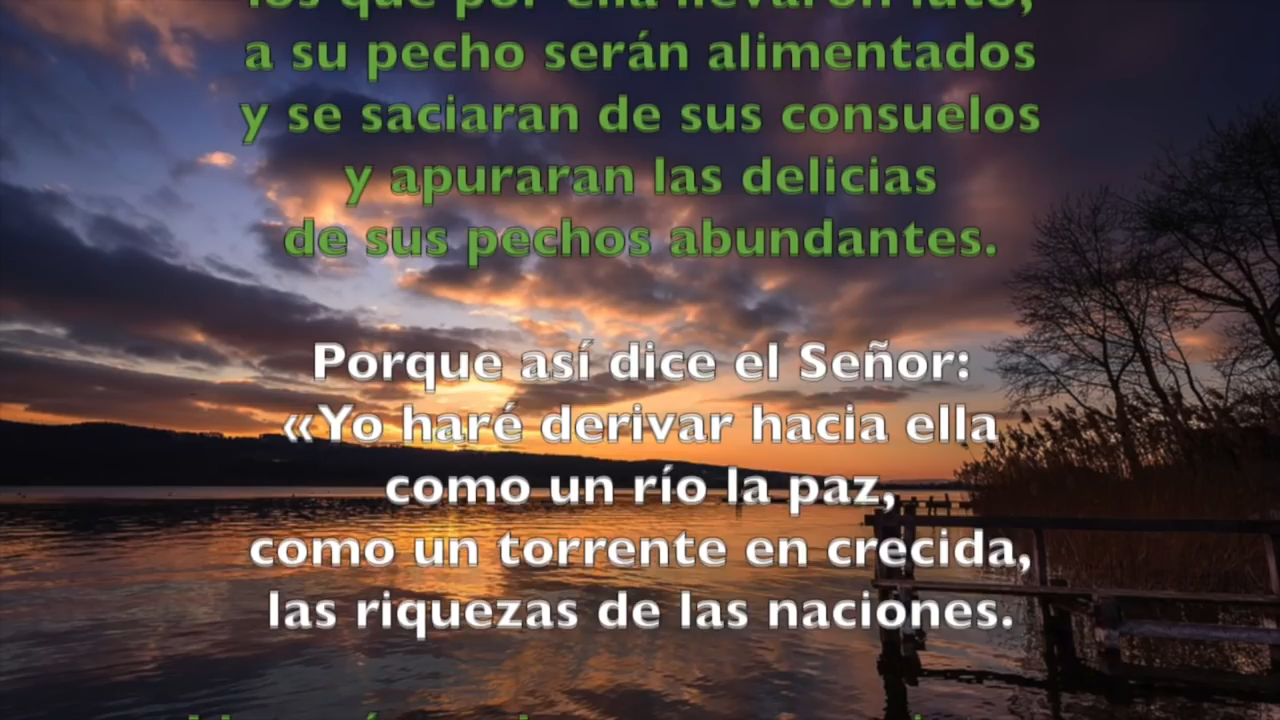 los que por ella llevaron luto,
a su pecho serán alimentados
y se saciaran de sus consuelos
y apuraran las delicias
de sus pechos abundantes.
Porque así dice el Señor:
«Yo haré derivar hacia ella
como un río la paz,
como un torrente en crecida,
las riquezas de las naciones.